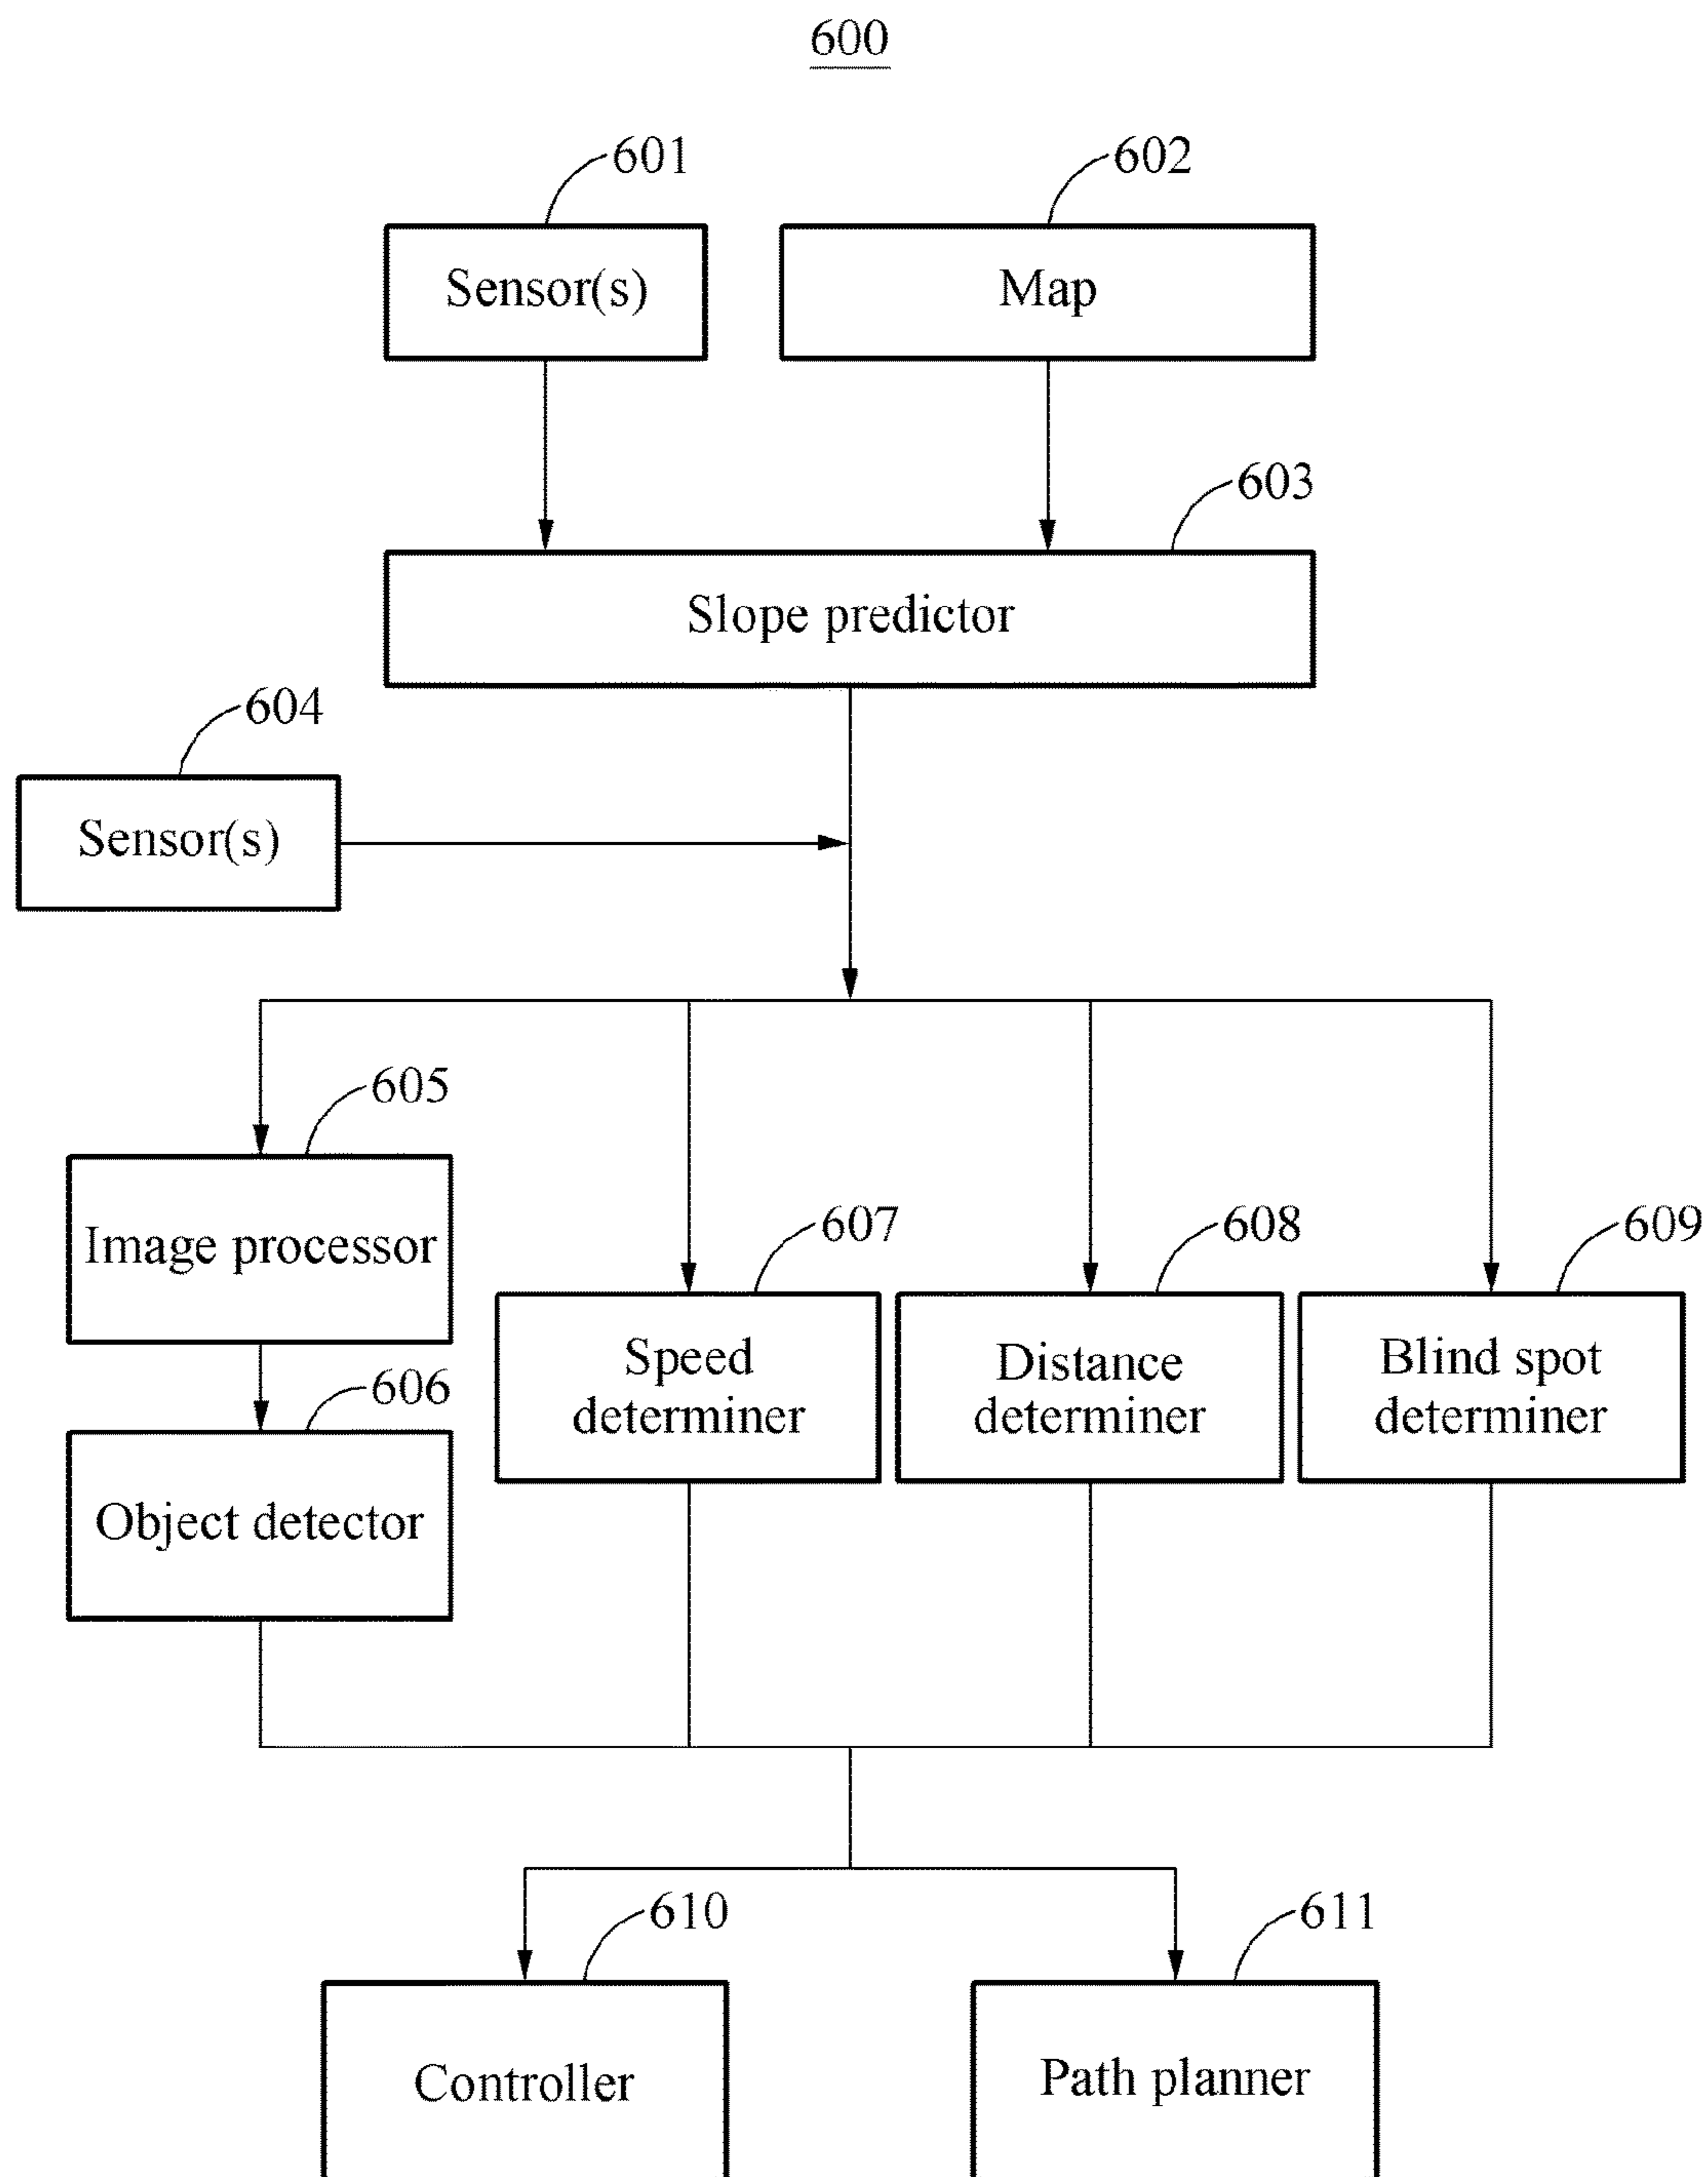 600
601
602
Sensor(s)
Map
603
Slope predictor
604
Sensor(s)
605
Image processor
607
608
609
Speed
determiner
Distance
determiner
Blind spot
determiner
606
Object detector
610
611
Controller
Path planner